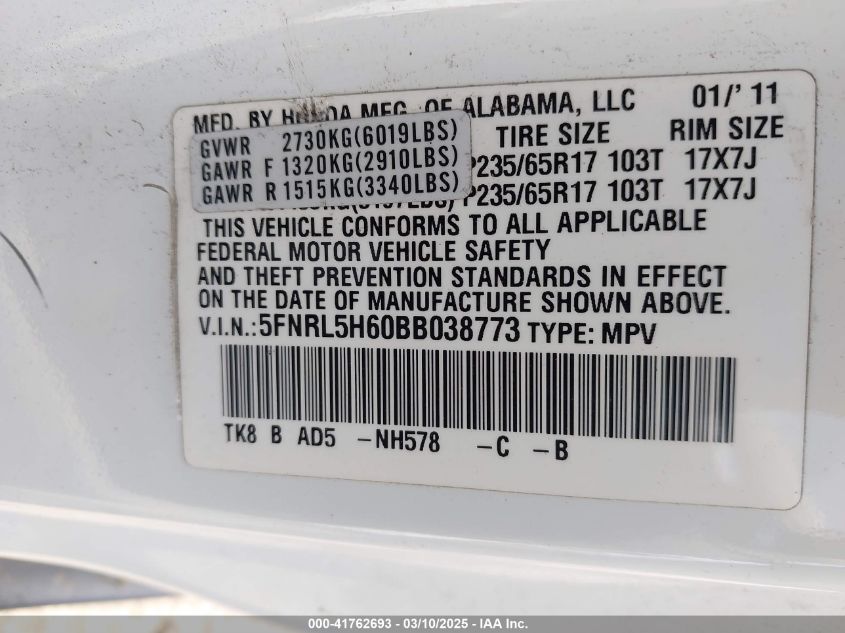 MFD. BY HONDA MFG. OF ALABAMA, LLC 01/'11
GVWR 2730KG(6019LBS) TIRE SIZE RIM SIZE
GAWR F 1320KG(2910LBS) P235/65R17 103T 17X7J
GAWR R 1515KG(3340LBS) P235/65R17 103T 17X7J
THIS VEHICLE CONFORMS TO ALL APPLICABLE
FEDERAL MOTOR VEHICLE SAFETY
AND THEFT PREVENTION STANDARDS IN EFFECT
ON THE DATE OF MANUFACTURE SHOWN ABOVE.
V.I.N.:5FNRL5H60BB038773 TYPE: MPV
TK8 B AD5 -NH578 -C -B
000-41762693 - 03/10/2025 - IAA Inc.